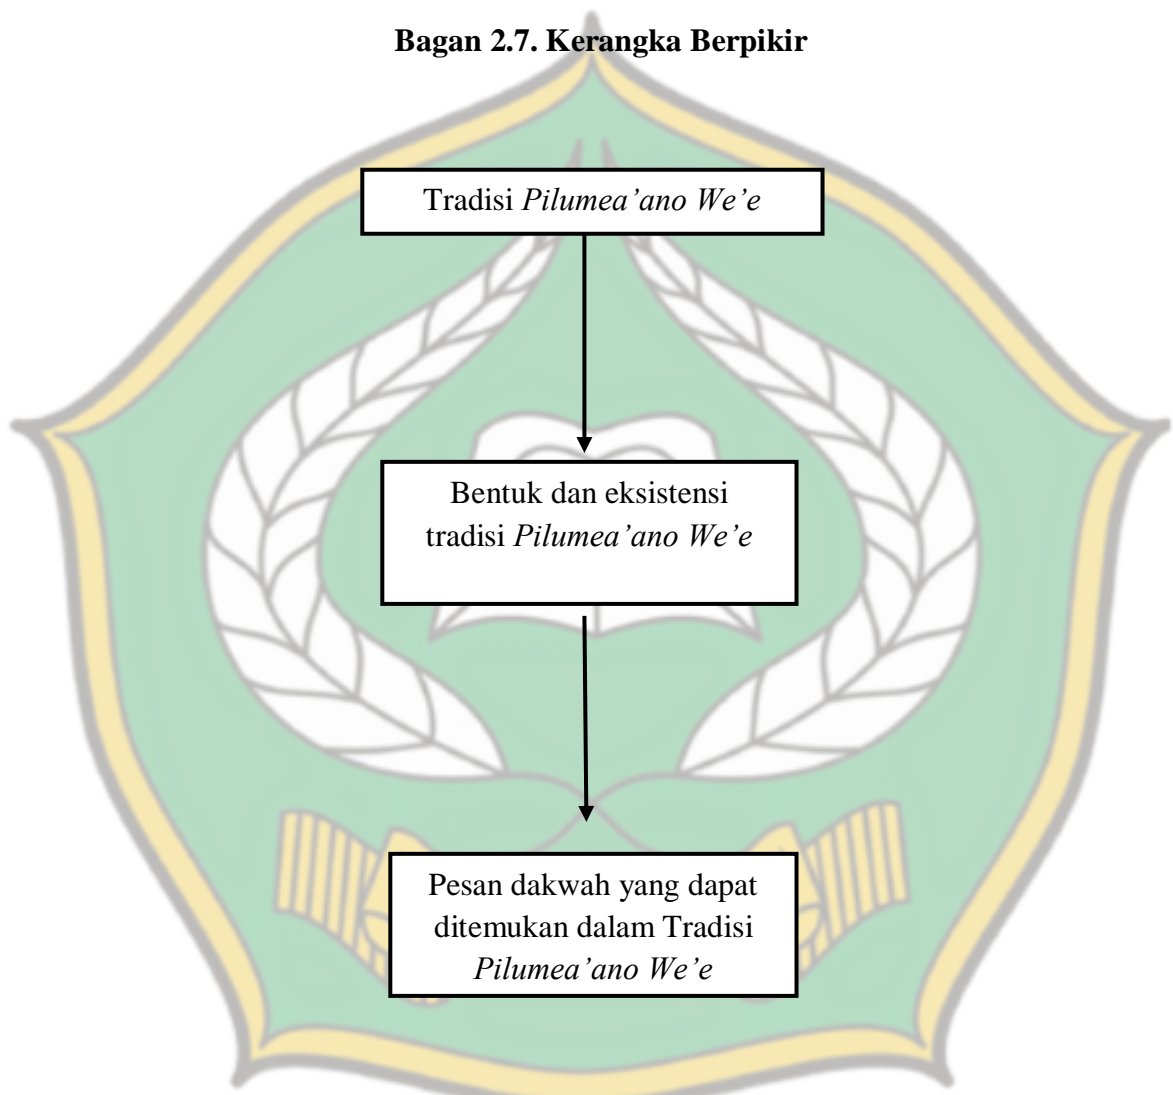 Bagan 2.7. Kerangka Berpikir
Tradisi Pilumea’ano We’e
Bentuk dan eksistensi
tradisi Pilumea’ano We’e
Pesan dakwah yang dapat
ditemukan dalam Tradisi
Pilumea’ano We’e